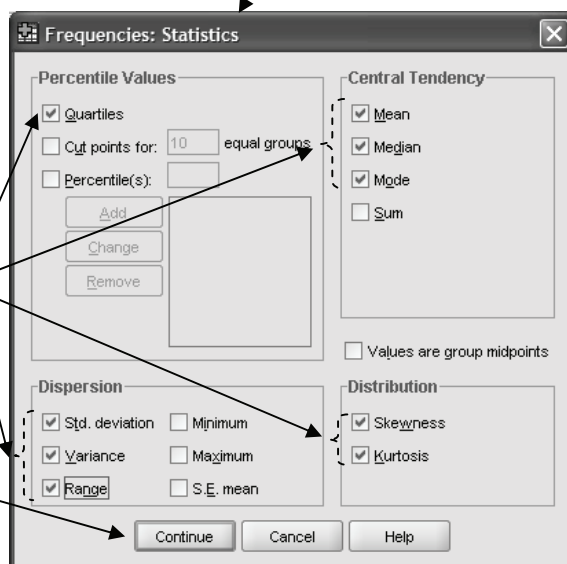 Frequencies: Statistics
Percentile Values
Quartiles
Cut points for: 10 equal groups
Percentile(s):
Add
Change
Remove
Central Tendency
Mean
Median
Mode
Sum
Values are group midpoints
Dispersion
Std. deviation Minimum
Variance Maximum
Range S.E. mean
Distribution
Skewness
Kurtosis
Continue Cancel Help